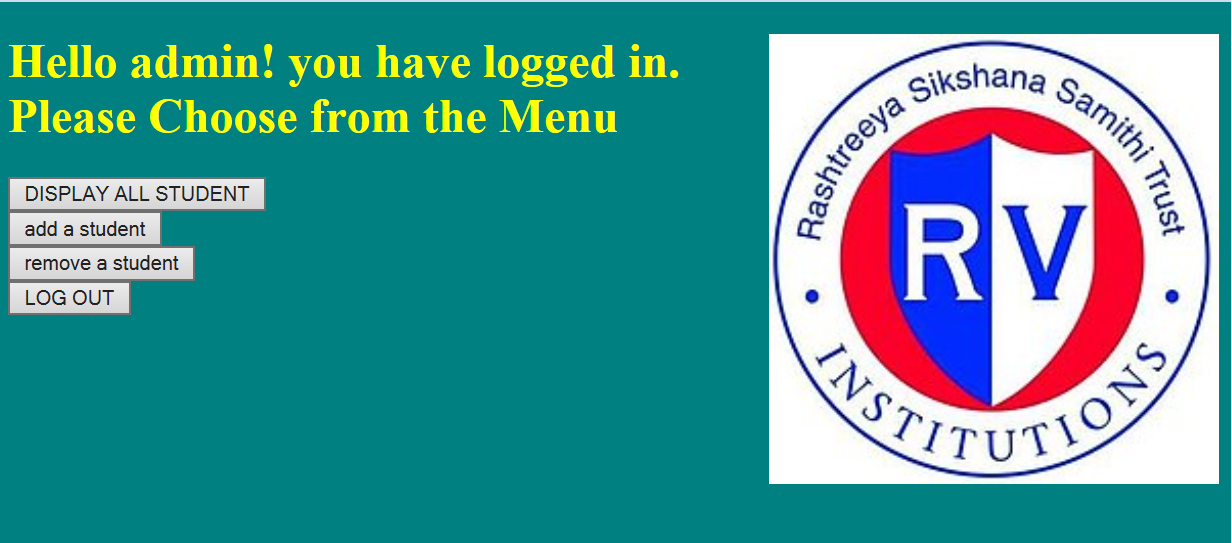 Hello admin! you have logged in.
Please Choose from the Menu
DISPLAY ALL STUDENT
add a student
remove a student
LOG OUT
Rashtreeya Sikshana Samithi Trust
RV
INSTITUTIONS